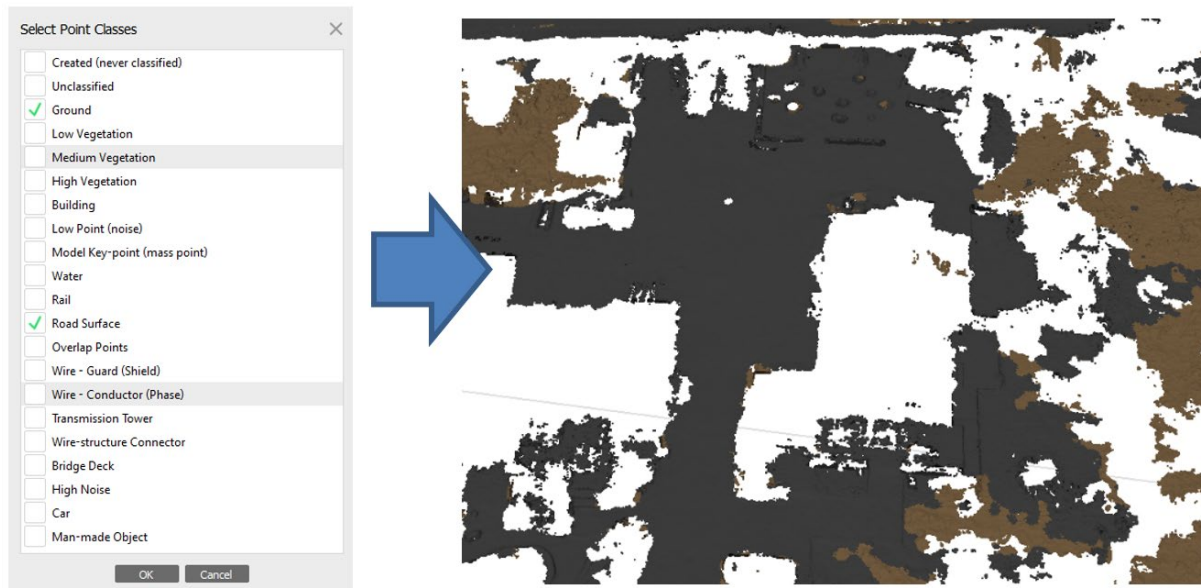 Select Point Classes
Created (never classified)
Unclassified
Ground
Low Vegetation
Medium Vegetation
High Vegetation
Building
Low Point (noise)
Model Key-point (mass point)
Water
Rail
Road Surface
Overlap Points
Wire - Guard (Shield)
Wire - Conductor (Phase)
Transmission Tower
Wire-structure Connector
Bridge Deck
High Noise
Car
Man-made Object
OK Cancel